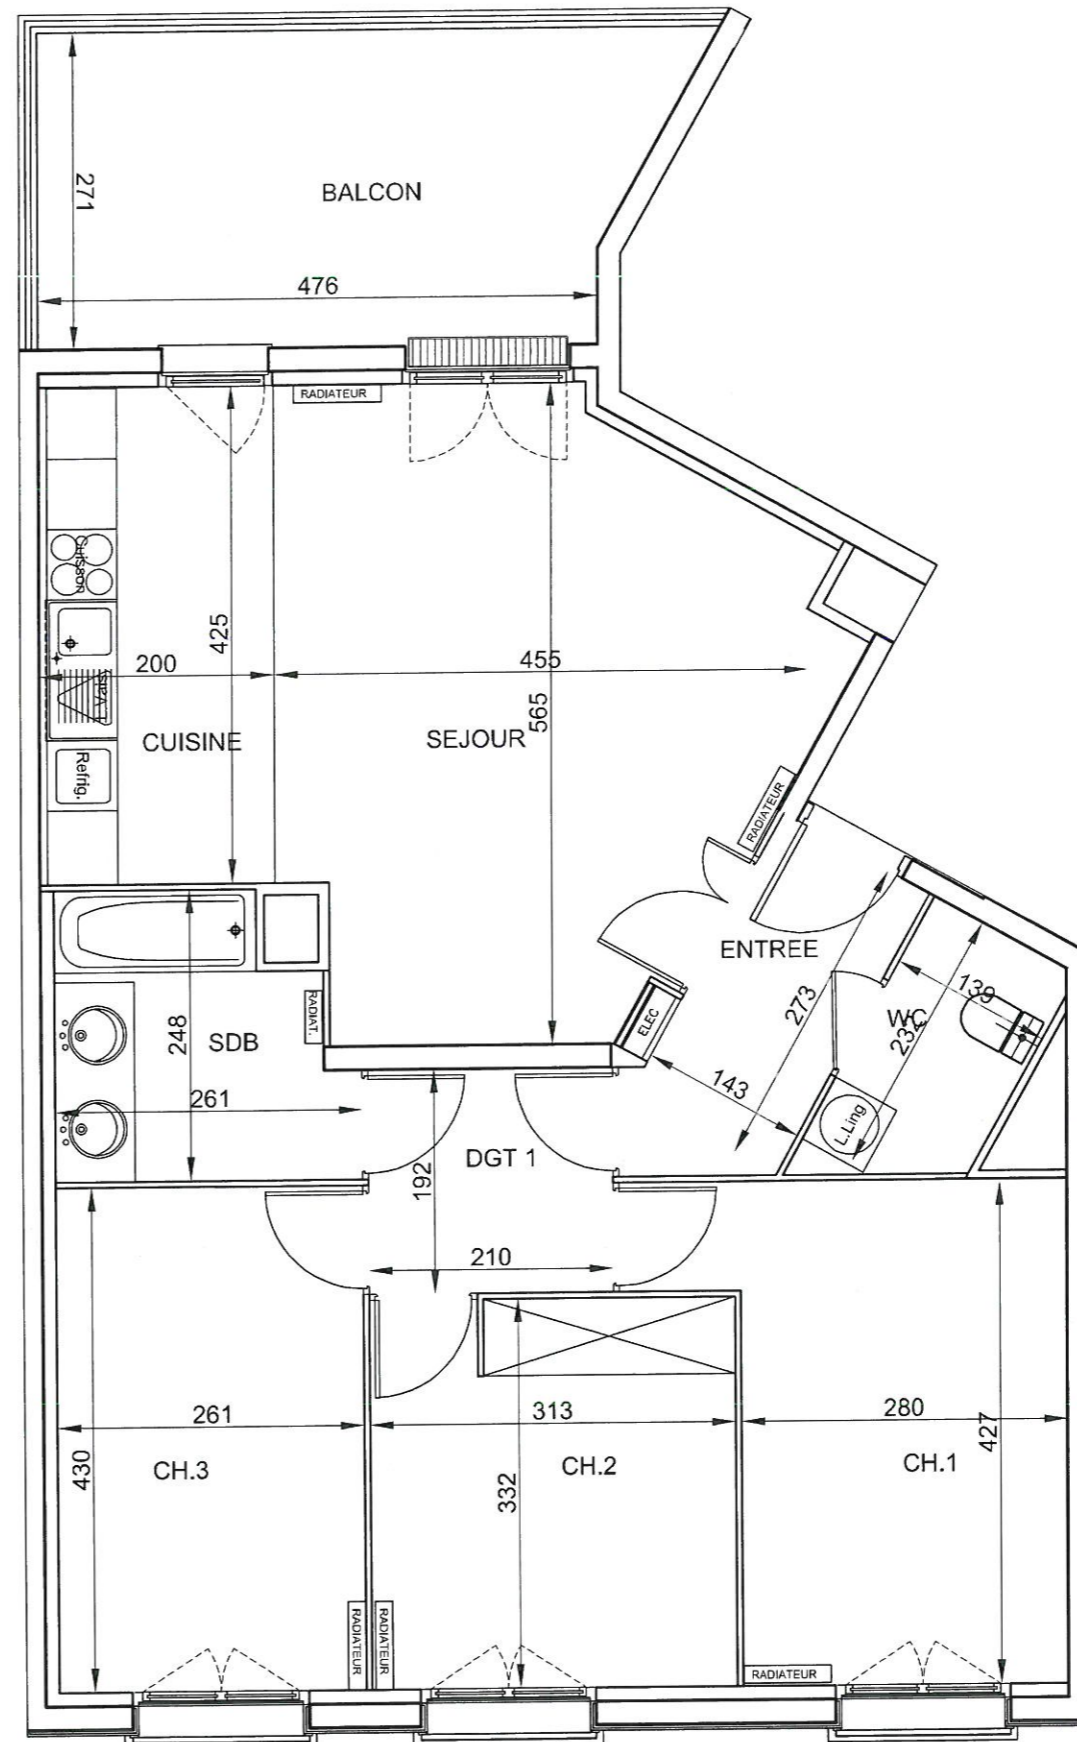 BALCON
271
476
RADIATEUR
Cuisson
425
200
455
565
L.Vais.
CUISINE
SEJOUR
Refrig.
RADIATEUR
ENTREE
273
139
WC
234
ELEC
RADIAT.
248
SDB
261
143
L.Ling
DGT 1
192
210
261
313
280
427
430
CH.3
332
CH.2
CH.1
RADIATEUR
RADIATEUR
RADIATEUR